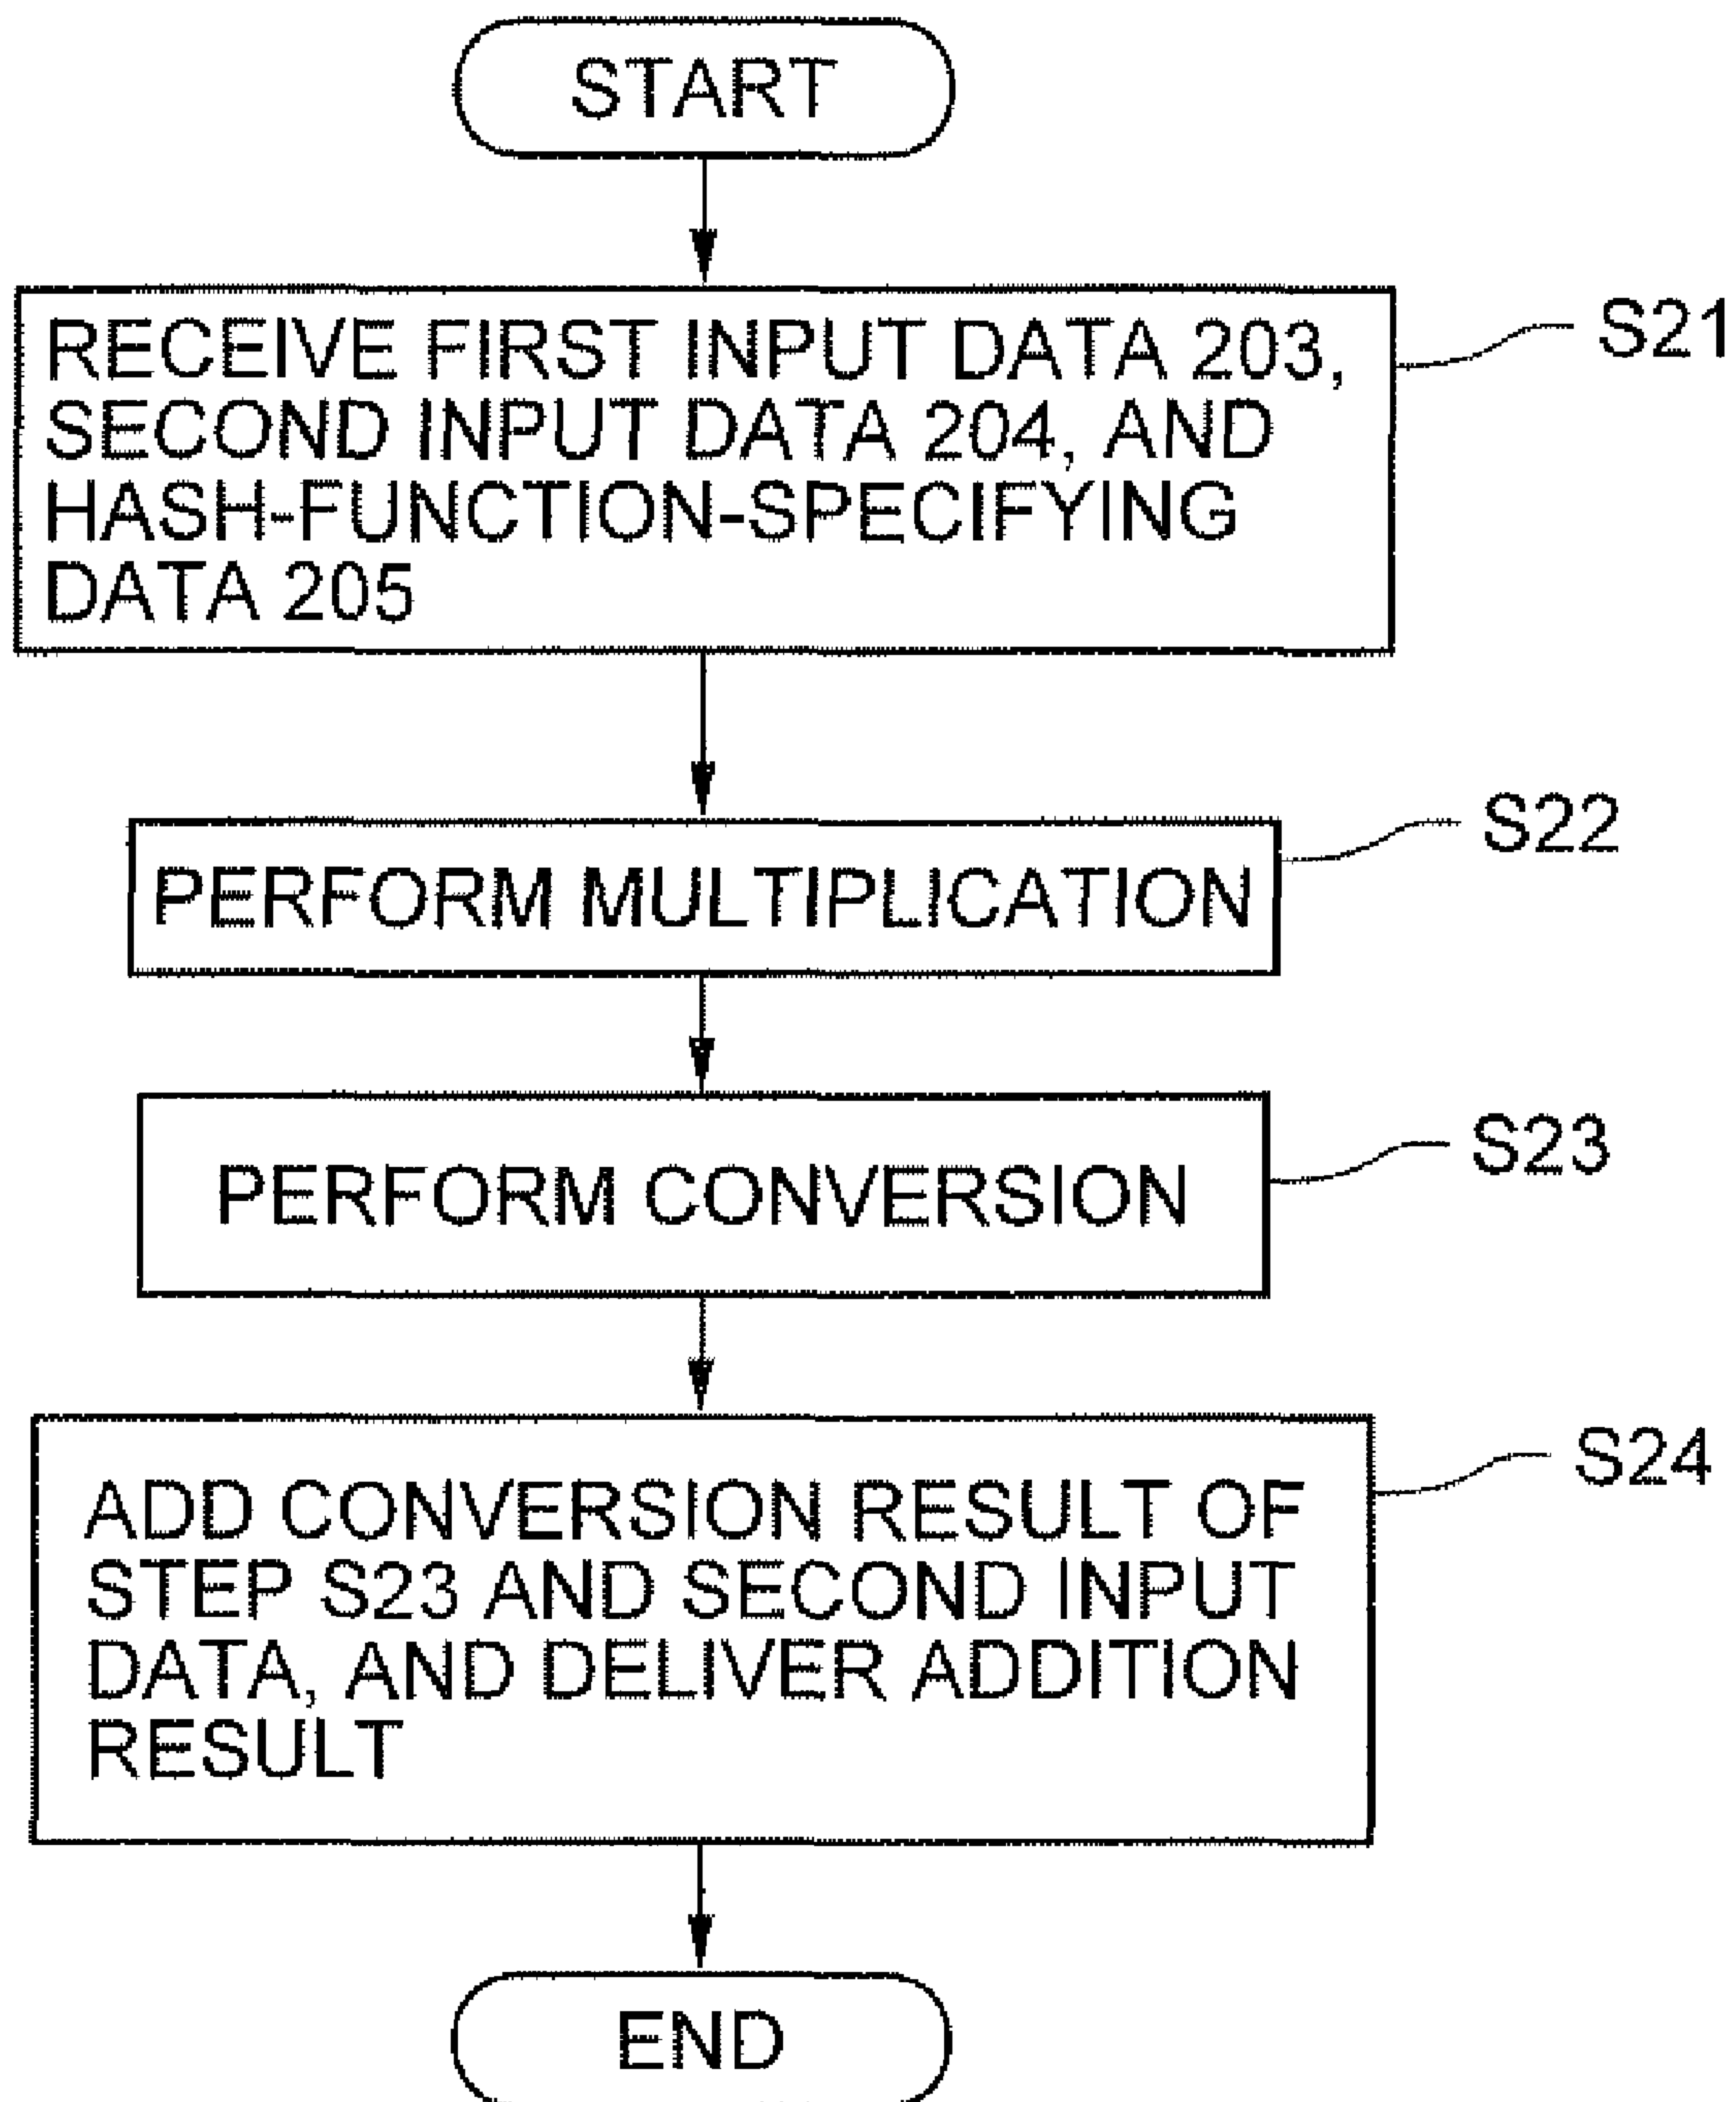 START
RECEIVE FIRST INPUT DATA 203,
SECOND INPUT DATA 204, AND
HASH-FUNCTION-SPECIFYING
DATA 205
S21
PERFORM MULTIPLICATION
S22
PERFORM CONVERSION
S23
ADD CONVERSION RESULT OF
STEP S23 AND SECOND INPUT
DATA, AND DELIVER ADDITION
RESULT
S24
END